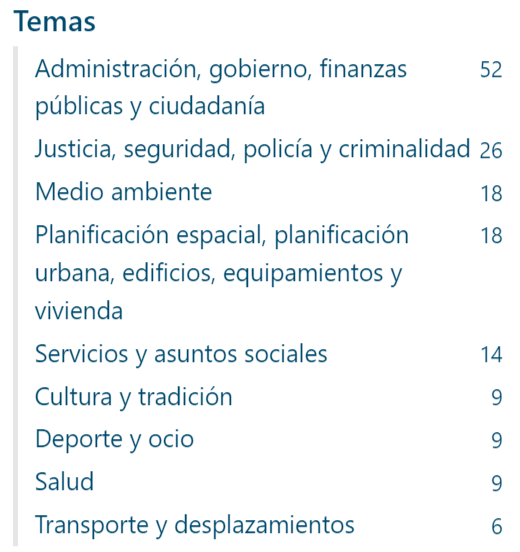 Temas
Administración, gobierno, finanzas 52
públicas y ciudadanía
Justicia, seguridad, policía y criminalidad 26
Medio ambiente 18
Planificación espacial, planificación 18
urbana, edificios, equipamientos y
vivienda
Servicios y asuntos sociales 14
Cultura y tradición 9
Deporte y ocio 9
Salud 9
Transporte y desplazamientos 6